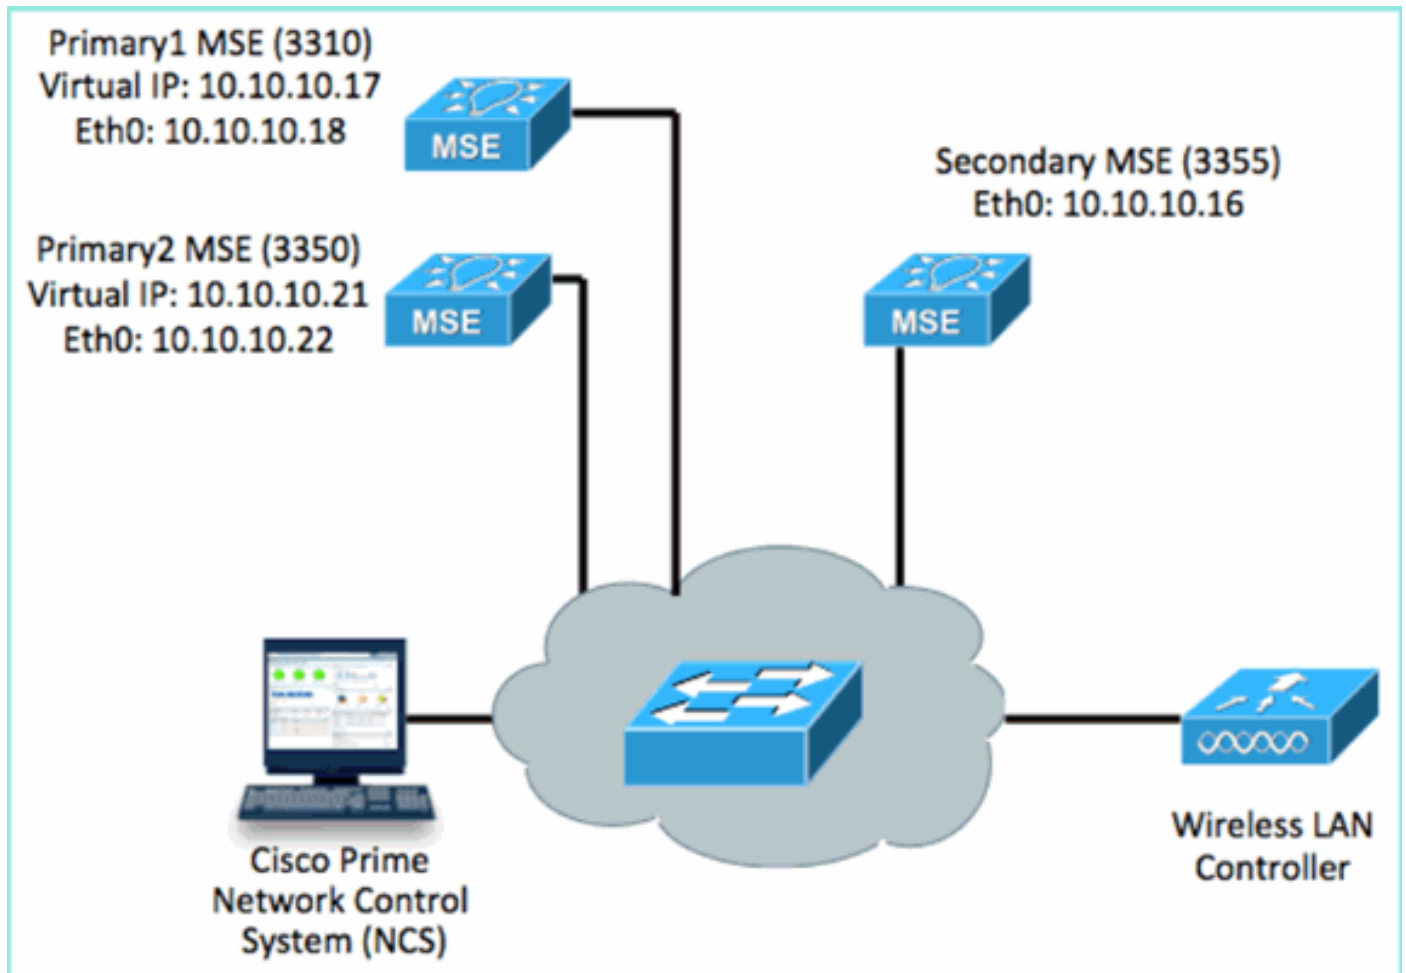 Primary1 MSE (3310)
Virtual IP: 10.10.10.17
Eth0: 10.10.10.18
MSE
Secondary MSE (3355)
Eth0: 10.10.10.16
Primary2 MSE (3350)
Virtual IP: 10.10.10.21
Eth0: 10.10.10.22
MSE
MSE
Cisco Prime
Network Control
System (NCS)
Wireless LAN
Controller